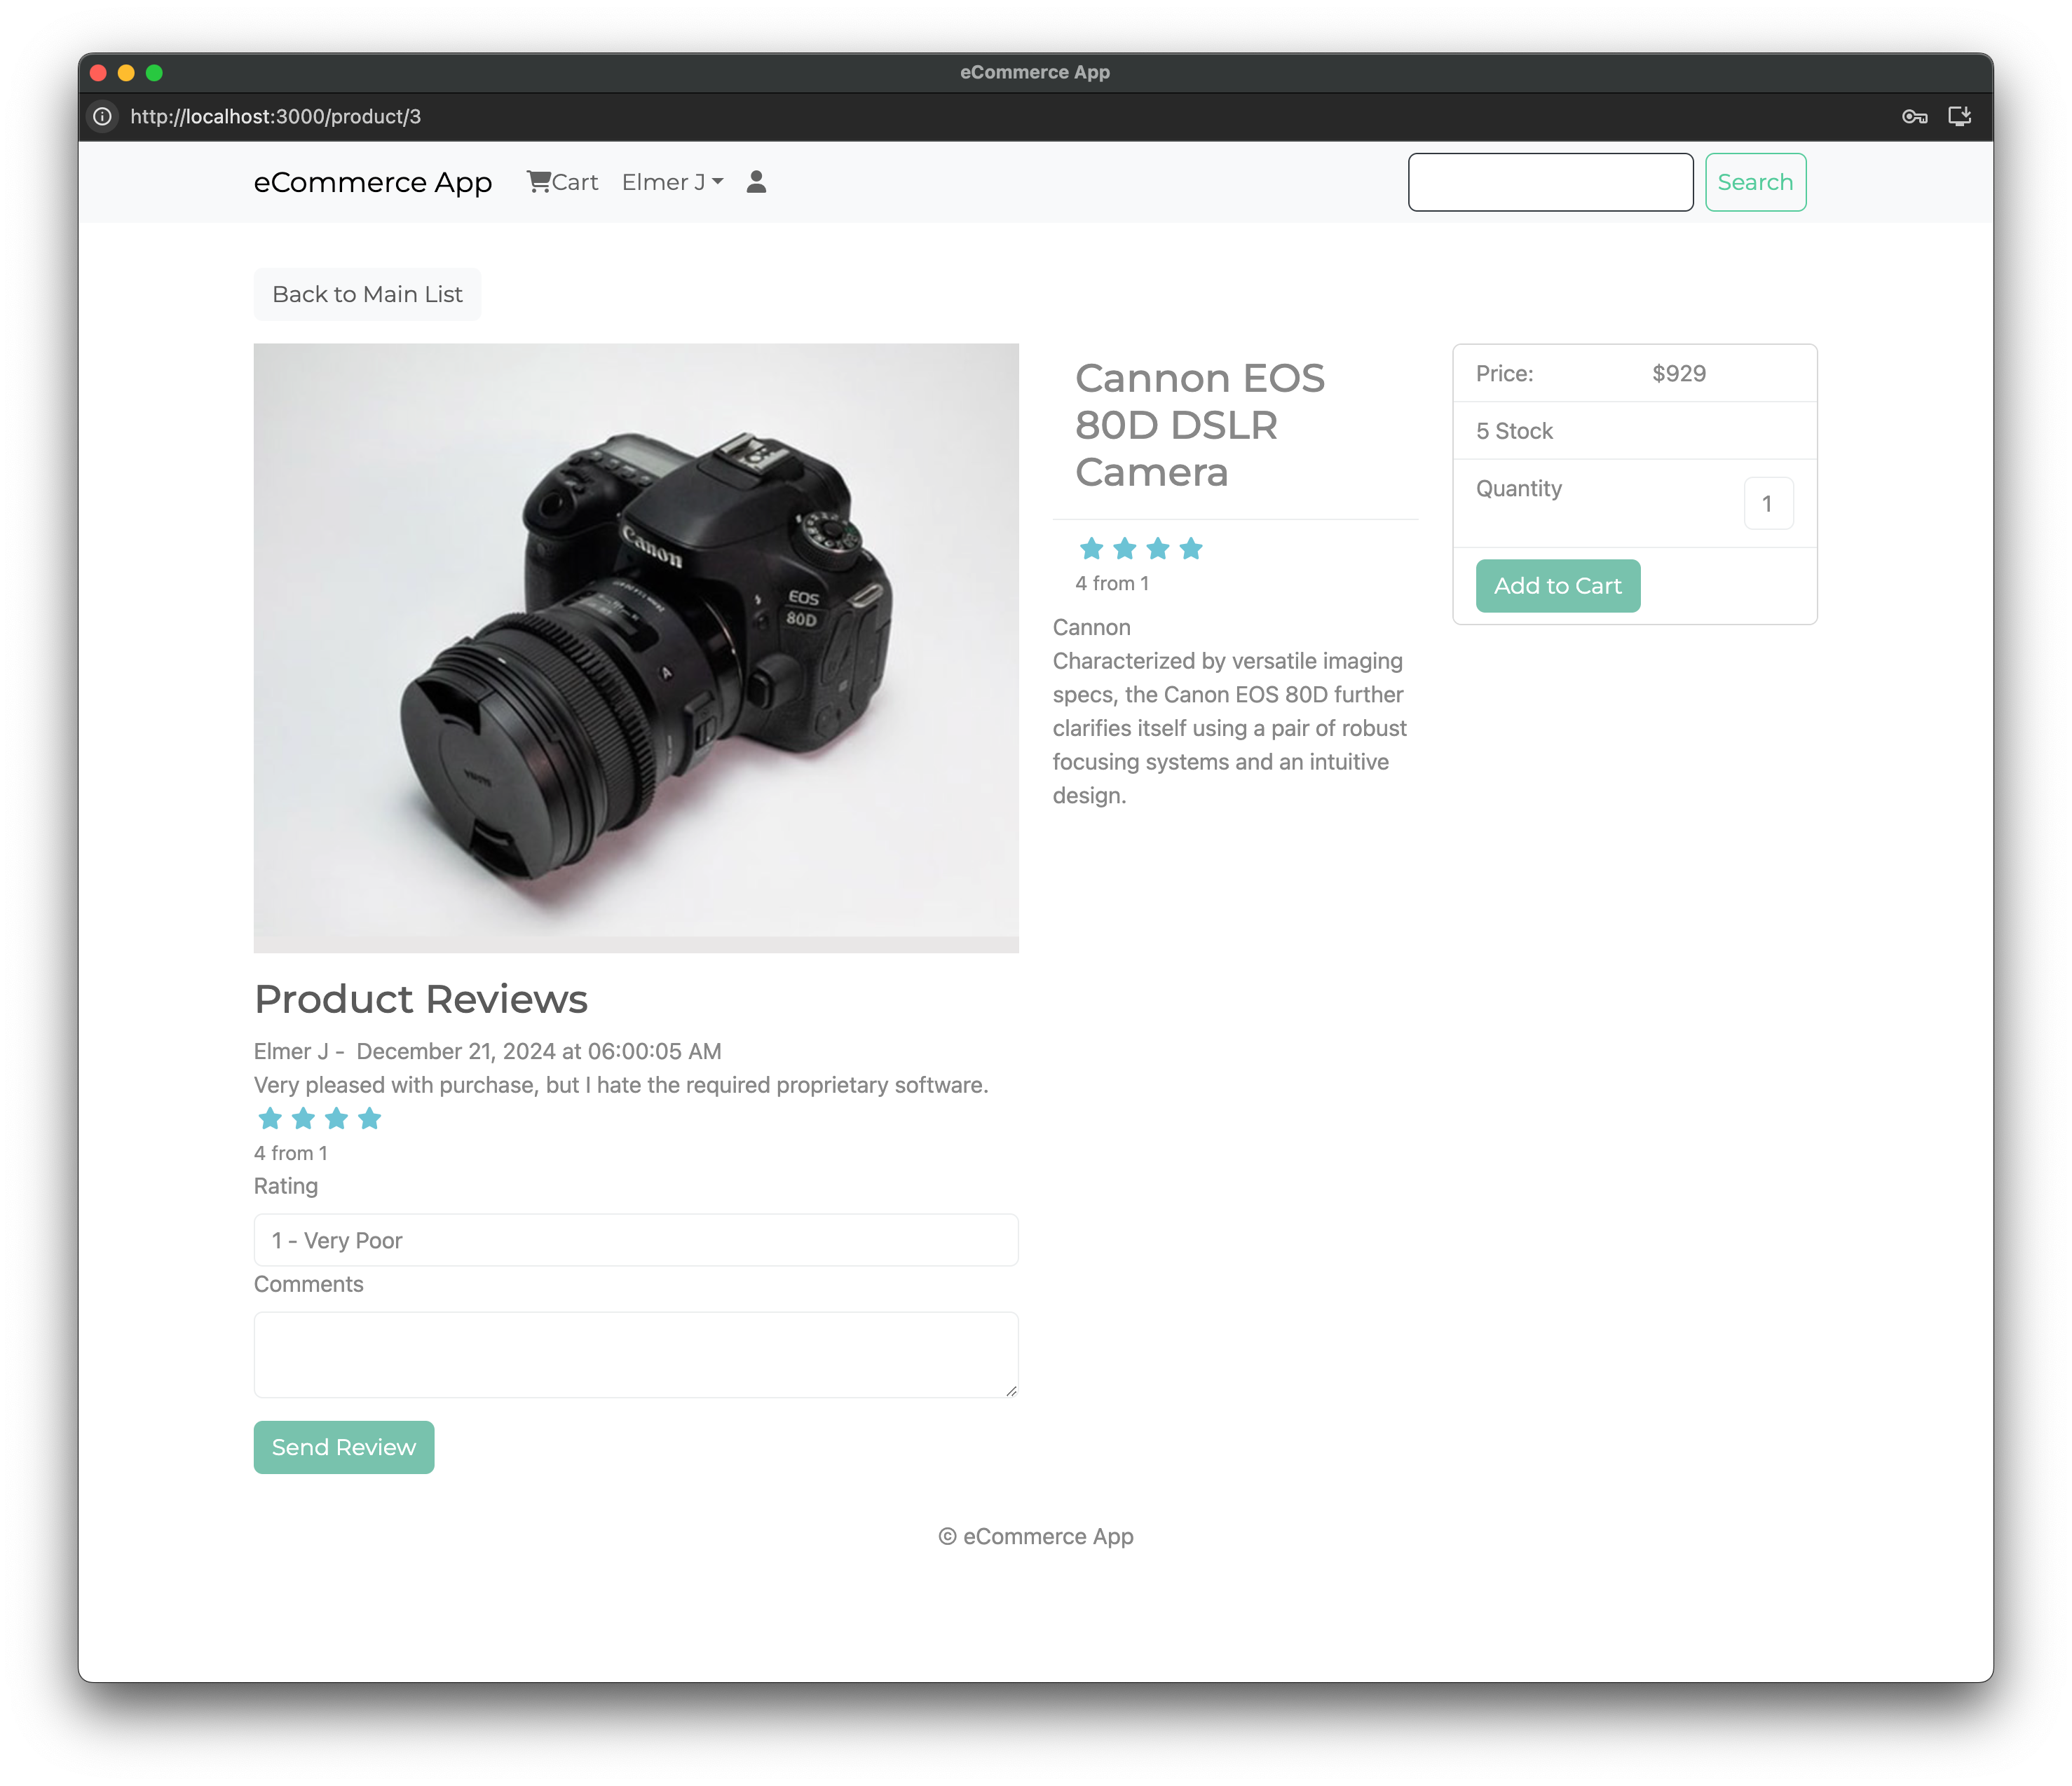 eCommerce App
http://localhost:3000/product/3
eCommerce App
Cart
Elmer J
Search
Back to Main List
Canon
EOS
80D
A
Cannon EOS
80D DSLR
Camera
4 from 1
Cannon
Characterized by versatile imaging
specs, the Canon EOS 80D further
clarifies itself using a pair of robust
focusing systems and an intuitive
design.
Price: $929
5 Stock
Quantity 1
Add to Cart
Product Reviews
Elmer J - December 21, 2024 at 06:00:05 AM
Very pleased with purchase, but I hate the required proprietary software.
4 from 1
Rating
1 - Very Poor
Comments
Send Review
© eCommerce App